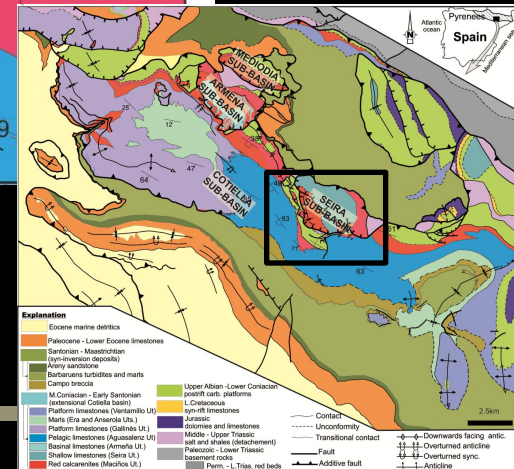 9
Atlantic
ocean
Pyrenees
Spain
Mediterranean sea
N
MEDIODIA
SUB-BASIN
ARMENA
SUB-BASIN
COTIELLA
SUB-BASIN
SEIRA
SUB-BASIN
25
12
47
64
83
71
63
51
2.5km
Explanation
Eocene marine detritics
Paleocene - Lower Eocene limestones
Santonian - Maastrichtian
(syn-inversion deposits)
Areny sandstone
Barbaruens turbidites and marls
Campo breccia
M.Coniacian - Early Santonian
(extensional Cotiella basin)
Platform limestones (Ventamillo Ut)
Maris (Era and Anserola Uts.)
Platform limestones (Gallinés Ut.)
Pelagic limestones (Aguasalenz Ut)
Basinal limestones (Armeña Ut)
Shallow limestones (Seira Ut)
Red calcarenites (Maciños Ut.)
Upper Albian -Lower Coniacian
postrift carb. platforms
L.Cretaceous
syn-rift limestones
Jurassic
dolomies and limestones
Middle - Upper Triassic
salt and shales (detachement)
Paleozoic - Lower Triassic
basement rocks
Perm. - L.Trias. red beds
Contact
Unconformity
Transitional contact
Fault
Additive fault
Downwards facing antic.
Overturned anticline
Overturned sync.
Anticline